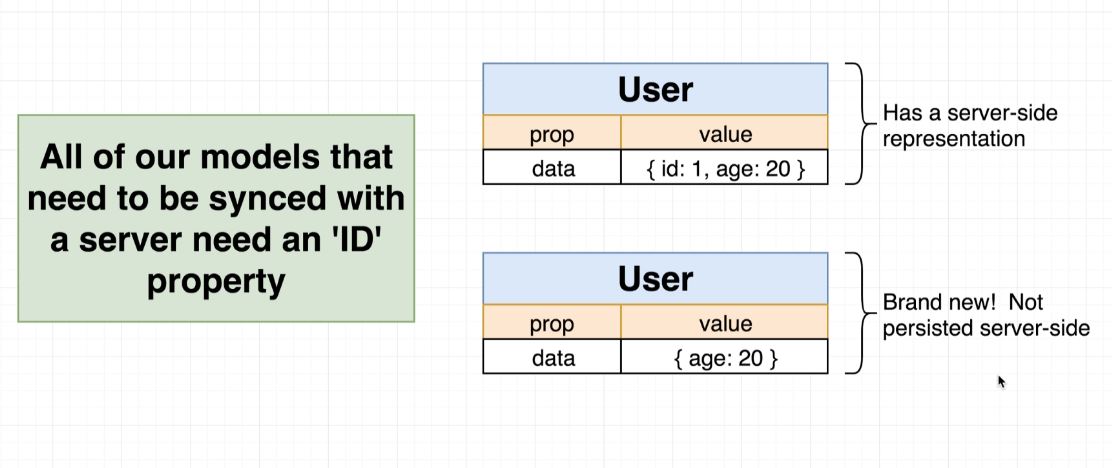 All of our models that
need to be synced with
a server need an 'ID'
property
User
prop value
data { id: 1, age: 20 }
Has a server-side
representation
User
prop value
data { age: 20 }
Brand new!  Not
persisted server-side